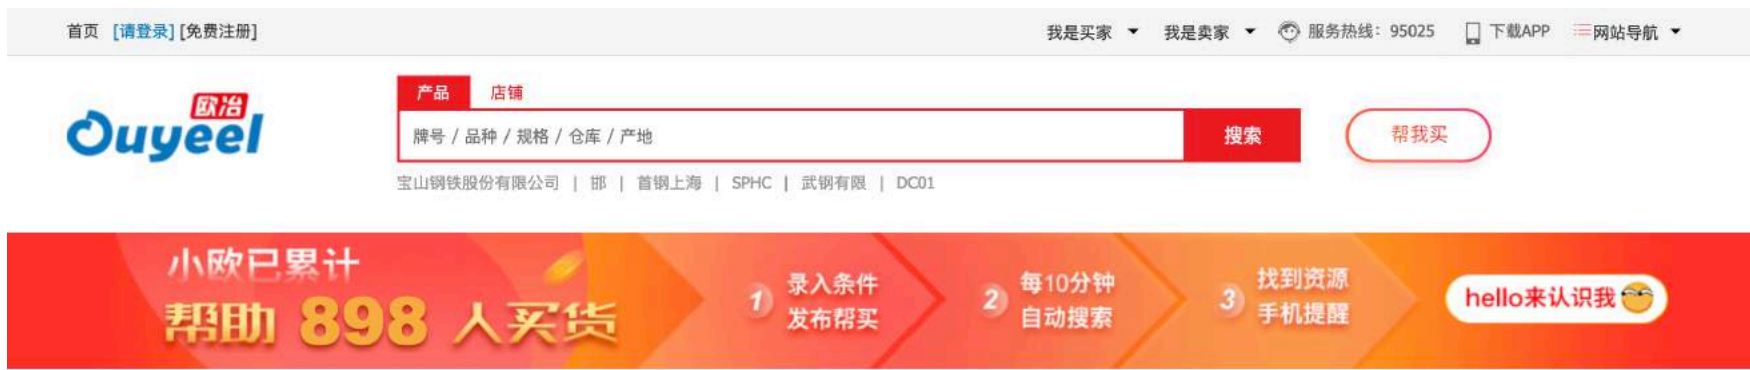 首页 [请登录] [免费注册] 我是买家 我是卖家 服务热线：95025 下载APP 网站导航
产品 店铺
欧冶
Ouyeel
牌号 / 品种 / 规格 / 仓库 / 产地 搜索 帮我买
宝山钢铁股份有限公司 | 邯 | 首钢上海 | SPHC | 武钢有限 | DC01
小欧已累计
帮助 898 人买货
1 录入条件
发布帮买
2 每10分钟
自动搜索
3 找到资源
手机提醒
hello来认识我